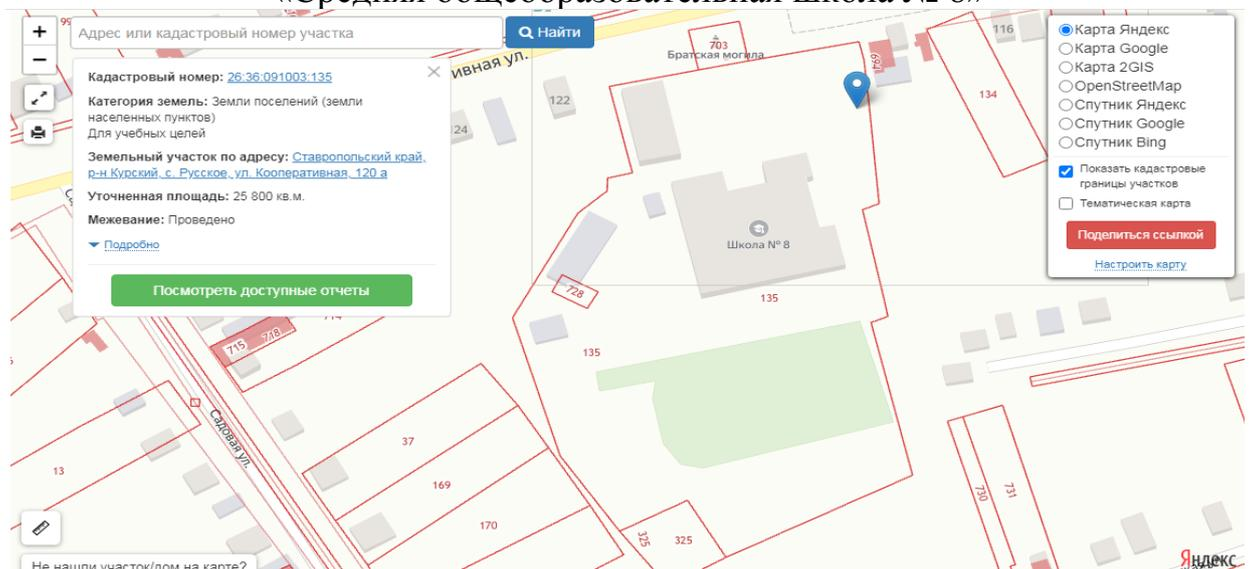 «Средняя общеобразовательная школа № 8»
99
Адрес или кадастровый номер участка
Найти
Кадастровый номер: 26:36:091003:135
Категория земель: Земли поселений (земли
населенных пунктов)
Для учебных целей
Земельный участок по адресу: Ставропольский край,
р-н Курский, с. Русское, ул. Кооперативная, 120 а
Уточненная площадь: 25 800 кв.м.
Межевание: Проведено
Подробно
Посмотреть доступные отчеты
ивная ул.
122
124
703
Братская могила
694
134
116
Карта Яндекс
Карта Google
Карта 2GIS
OpenStreetMap
Спутник Яндекс
Спутник Google
Спутник Bing
Показать кадастровые
границы участков
Тематическая карта
Поделиться ссылкой
Настроить карту
Школа № 8
728
135
135
715
718
714
Садовая ул.
37
13
169
170
325
325
730
731
Не нашли участок/дом на карте?
Яндекс